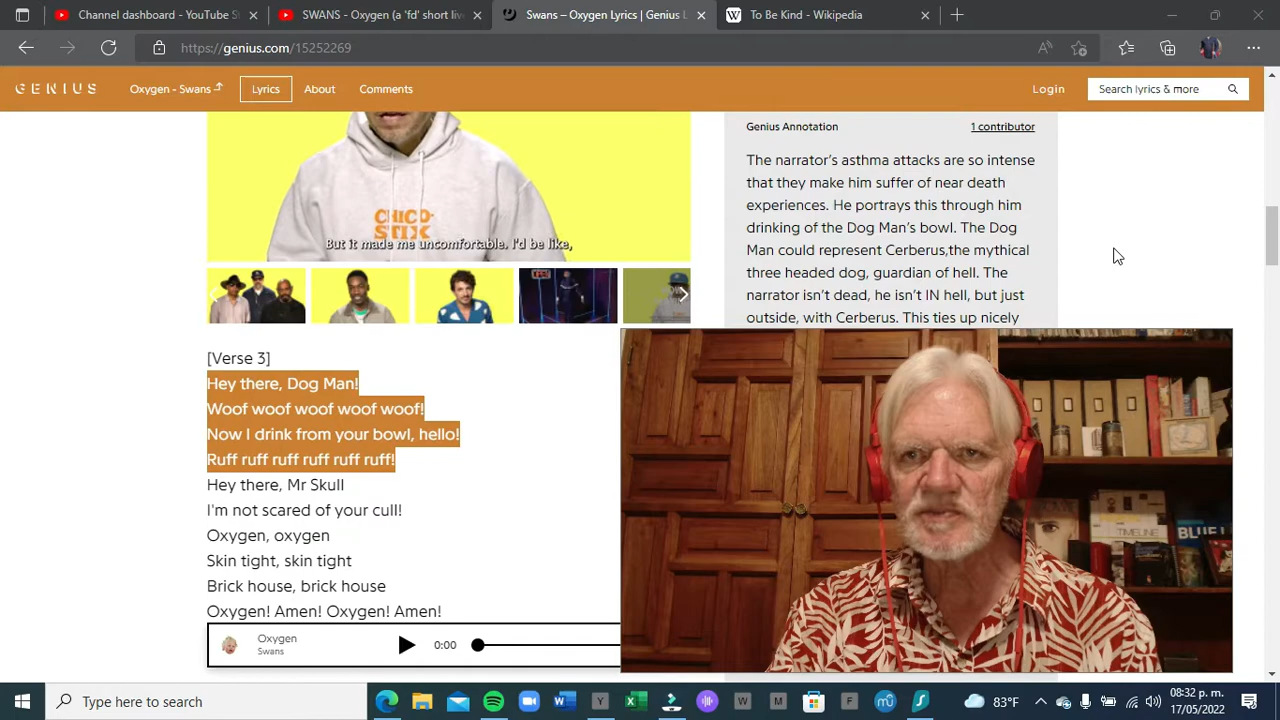 Channel dashboard - YouTube St
SWANS - Oxygen (a 'fd' short live
Swans – Oxygen Lyrics | Genius L
To Be Kind - Wikipedia
https://genius.com/15252269
GENIUS
Oxygen - Swans
Lyrics
About
Comments
Login
Search lyrics & more
CHICO-
STIX
But it made me uncomfortable. I'd be like,
Genius Annotation
1 contributor
The narrator's asthma attacks are so intense
that they make him suffer of near death
experiences. He portrays this through him
drinking of the Dog Man's bowl. The Dog
Man could represent Cerberus,the mythical
three headed dog, guardian of hell. The
narrator isn't dead, he isn't IN hell, but just
outside, with Cerberus. This ties up nicely
[Verse 3]
Hey there, Dog Man!
Woof woof woof woof woof!
Now I drink from your bowl, hello!
Ruff ruff ruff ruff ruff ruff!
Hey there, Mr Skull
I'm not scared of your cull!
Oxygen, oxygen
Skin tight, skin tight
Brick house, brick house
Oxygen! Amen! Oxygen! Amen!
Oxygen
Swans
0:00
TIMELINE
BLUE
Type here to search
83°F
08:32 p. m.
17/05/2022